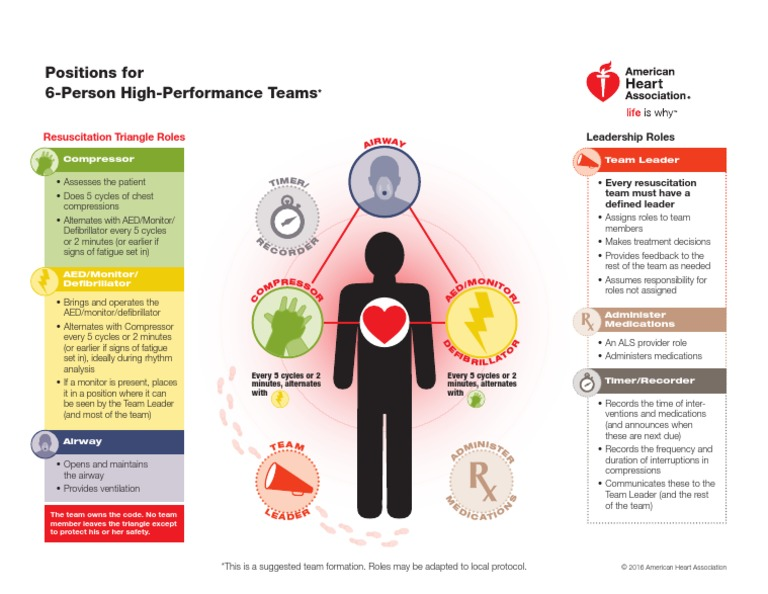 Positions for
6-Person High-Performance Teams*
American
Heart
Association®
life is why™
Resuscitation Triangle Roles
Compressor
• Assesses the patient
• Does 5 cycles of chest
compressions
• Alternates with AED/Monitor/
Defibrillator every 5 cycles
or 2 minutes (or earlier if
signs of fatigue set in)
AED/Monitor/
Defibrillator
• Brings and operates the
AED/monitor/defibrillator
• Alternates with Compressor
every 5 cycles or 2 minutes
(or earlier if signs of fatigue
set in), ideally during rhythm
analysis
• If a monitor is present, places
it in a position where it can
be seen by the Team Leader
(and most of the team)
Airway
• Opens and maintains
the airway
• Provides ventilation
The team owns the code. No team
member leaves the triangle except
to protect his or her safety.
AIRWAY
TIMER/
RECORDER
COMPRESSOR
AED/MONITOR/
DEFIBRILLATOR
Every 5 cycles or 2
minutes, alternates
with
Every 5 cycles or 2
minutes, alternates
with
TEAM
LEADER
ADMINISTER
Rx
MEDICATIONS
Leadership Roles
Team Leader
• Every resuscitation
team must have a
defined leader
• Assigns roles to team
members
• Makes treatment decisions
• Provides feedback to the
rest of the team as needed
• Assumes responsibility for
roles not assigned
Rx
Administer
Medications
• An ALS provider role
• Administers medications
Timer/Recorder
• Records the time of inter-
ventions and medications
(and announces when
these are next due)
• Records the frequency and
duration of interruptions in
compressions
• Communicates these to the
Team Leader (and the rest
of the team)
*This is a suggested team formation. Roles may be adapted to local protocol.
© 2016 American Heart Association